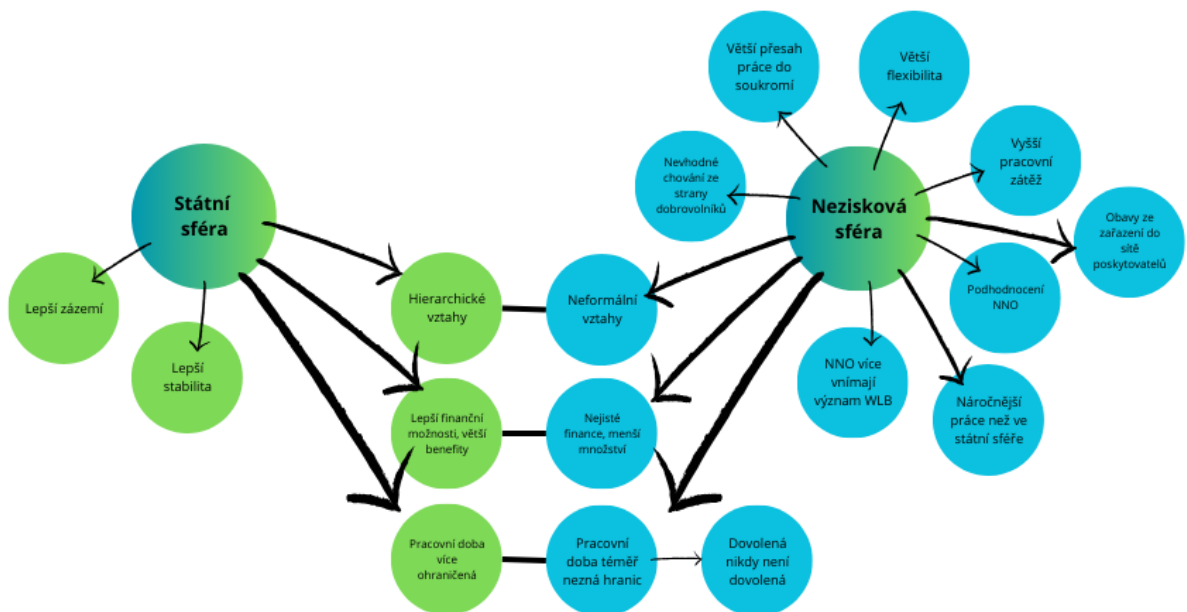 Státní
sféra
Lepší zázemí
Lepší
stabilita
Hierarchické
vztahy
Lepší finanční
možnosti, větší
benefity
Pracovní doba
více
ohraničená
Neformální
vztahy
Nejisté
finance, menší
množství
Pracovní
doba téměř
nezná hranic
Dovolená
nikdy není
dovolená
Nezisková
sféra
Větší přesah
práce do
soukromí
Větší
flexibilita
Nevhodné
chování ze
strany
dobrovolníků
Vyšší
pracovní
zátěž
Obavy ze
zařazení do
sítě
poskytovatelů
Podhodnocení
NNO
NNO více
vnímají
význam WLB
Náročnější
práce než ve
státní sféře